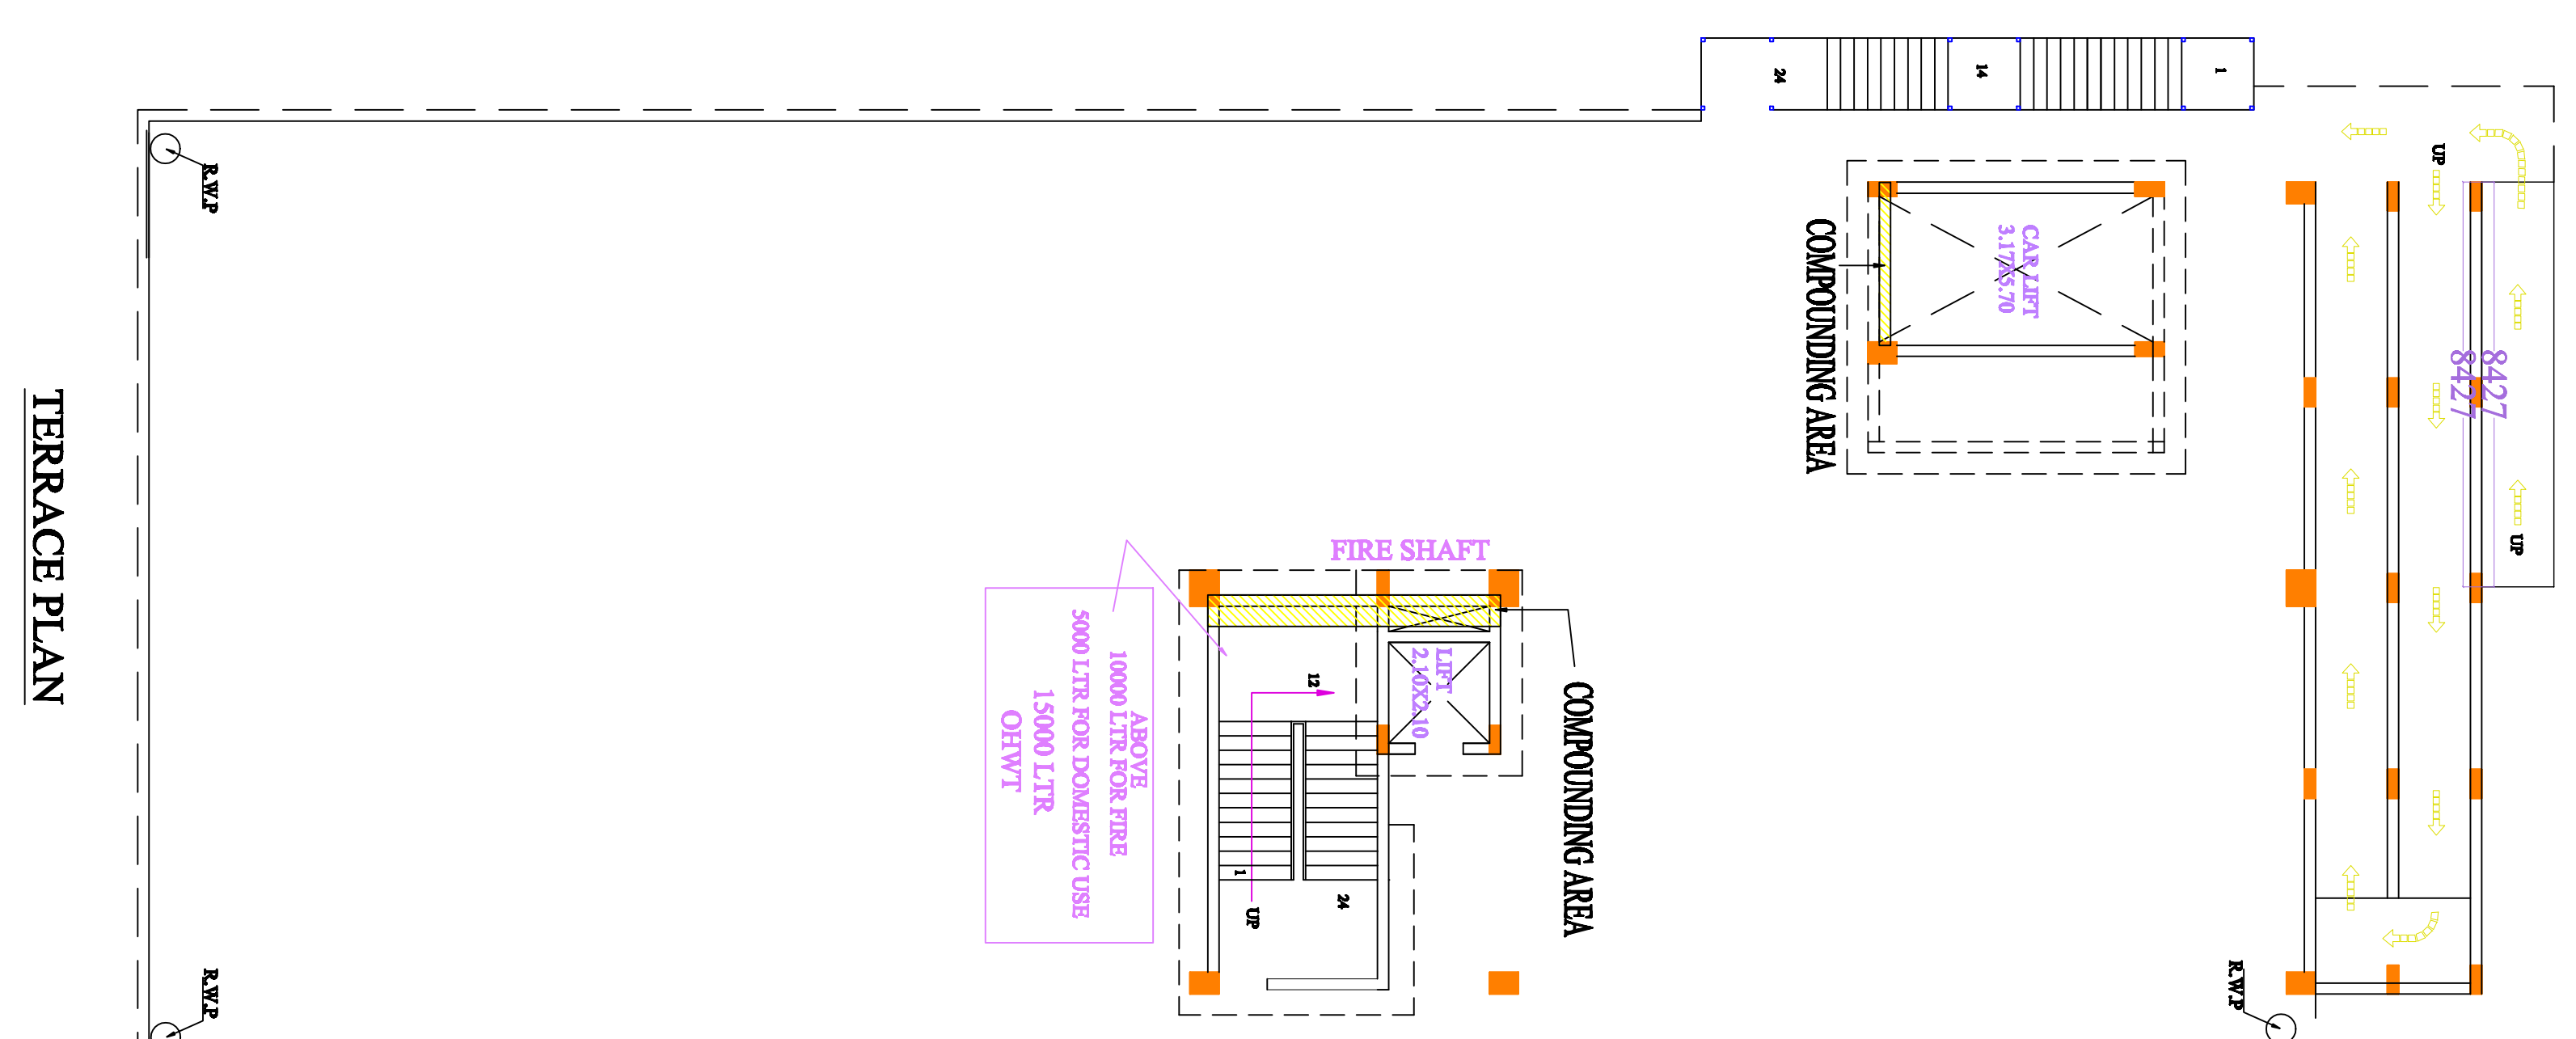 TERRACE PLAN
R.W.P
R.W.P
24
14
1
COMPOUNDING AREA
CAR LIFT
3.17X5.70
UP
8427
8427
UP
FIRE SHAFT
LIFT
2.10X2.10
COMPOUNDING AREA
12
1
24
UP
ABOVE
10000 LTR FOR FIRE
5000 LTR FOR DOMESTIC USE
15000 LTR
OHWT
R.W.P